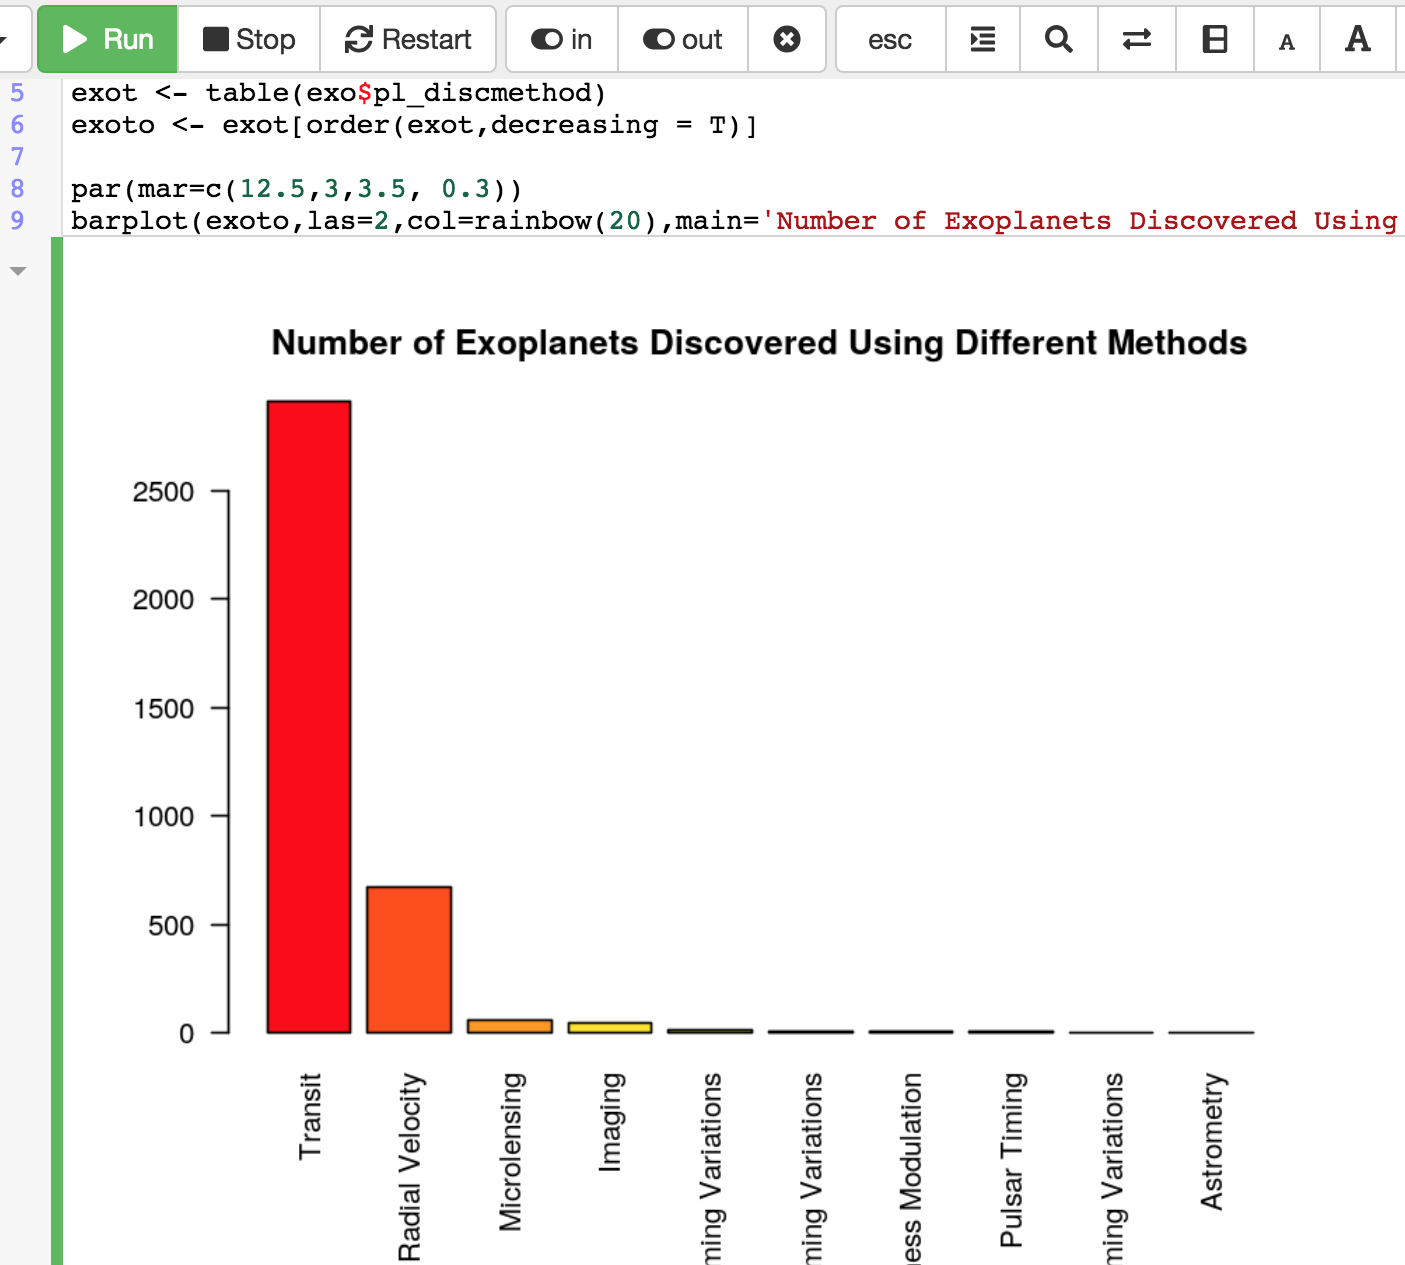 Run Stop Restart in out esc A A
5 exot <- table(exo$pl_discmethod)
6 exoto <- exot[order(exot,decreasing = T)]
7
8 par(mar=c(12.5,3,3.5, 0.3))
9 barplot(exoto,las=2,col=rainbow(20),main='Number of Exoplanets Discovered Using
Number of Exoplanets Discovered Using Different Methods
2500
2000
1500
1000
500
0
Transit
Radial Velocity
Microlensing
Imaging
ming Variations
ming Variations
ess Modulation
Pulsar Timing
ming Variations
Astrometry